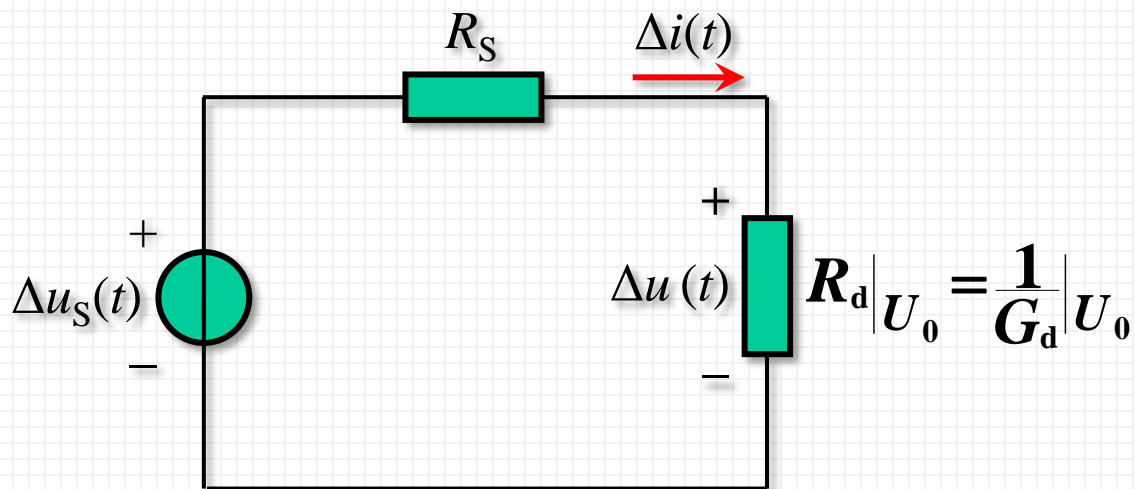 R_S
Δi(t)
+
+
Δu_S(t)
Δu (t)
R_d|U_0 = 1/G_d|U_0
−
−